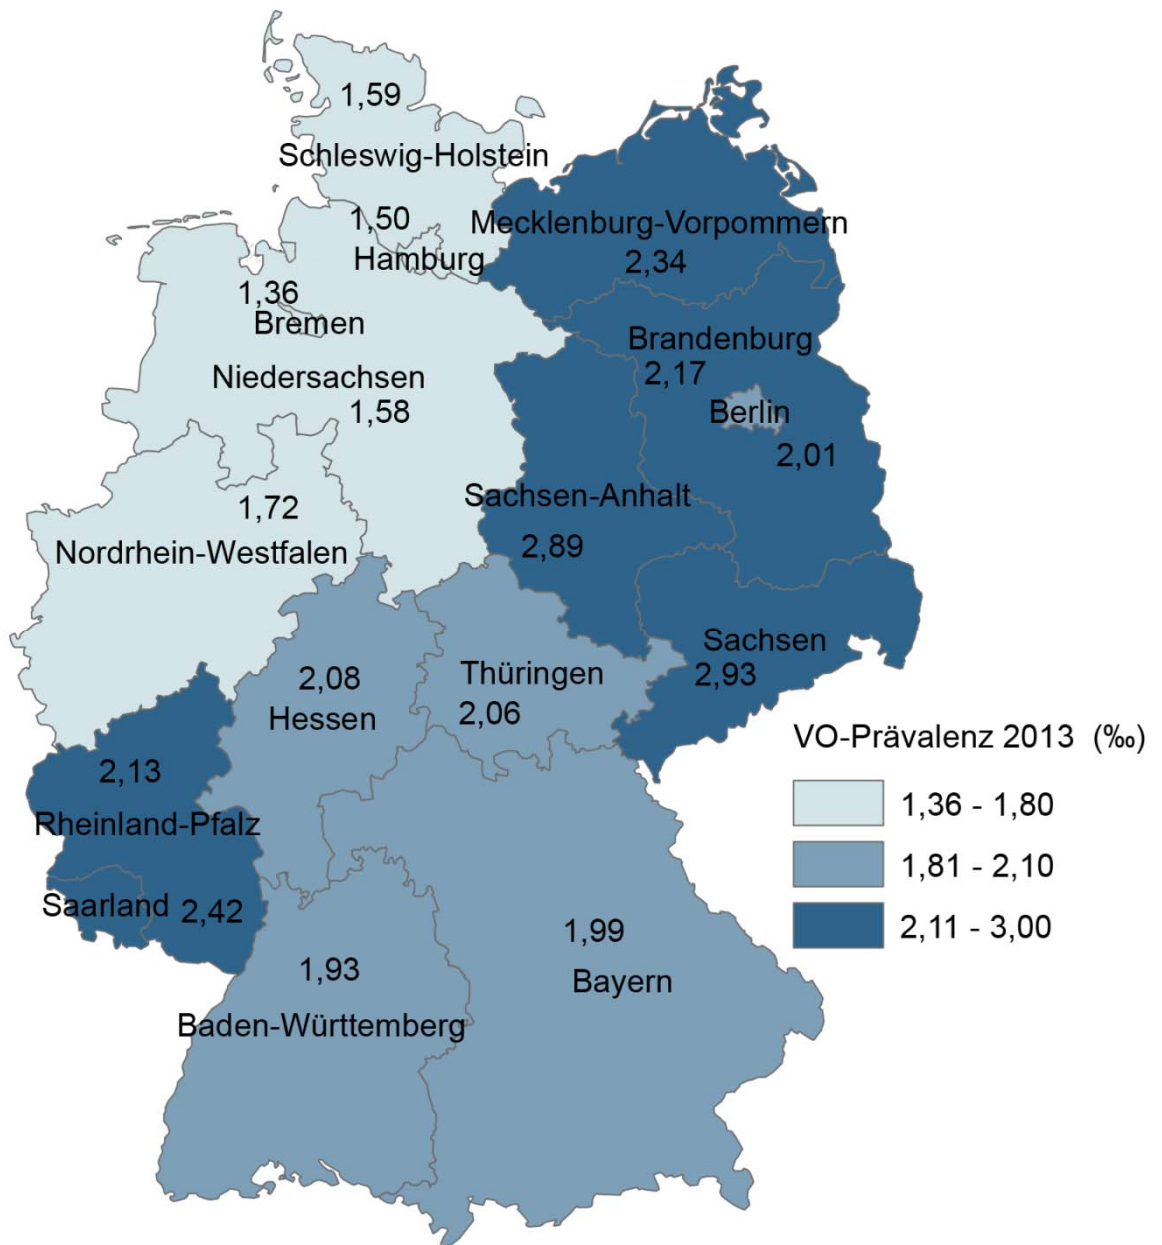 1,59
Schleswig-Holstein
1,50
Hamburg
Mecklenburg-Vorpommern
2,34
1,36
Bremen
Brandenburg
2,17
Niedersachsen
1,58
Berlin
2,01
Sachsen-Anhalt
2,89
1,72
Nordrhein-Westfalen
Sachsen
2,93
Thüringen
2,06
2,08
Hessen
2,13
Rheinland-Pfalz
Saarland 2,42
1,93
Baden-Württemberg
1,99
Bayern
VO-Prävalenz 2013 (‰)
1,36 - 1,80
1,81 - 2,10
2,11 - 3,00